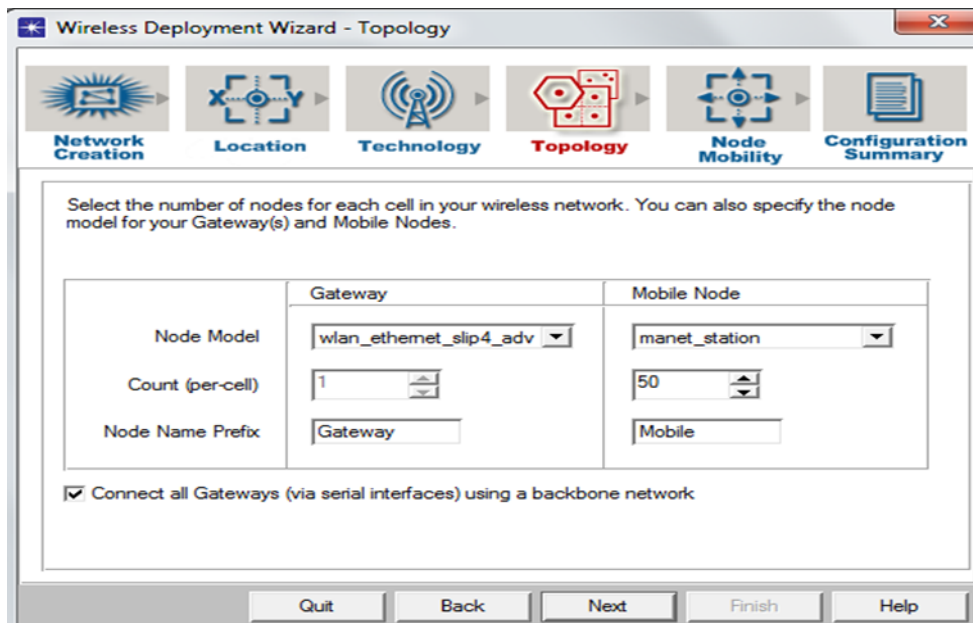 Wireless Deployment Wizard - Topology
Network Creation
Location
Technology
Topology
Node Mobility
Configuration Summary
Select the number of nodes for each cell in your wireless network. You can also specify the node
model for your Gateway(s) and Mobile Nodes.
Gateway Mobile Node
Node Model wlan_ethernet_slip4_adv manet_station
Count (per-cell) 1 50
Node Name Prefix Gateway Mobile
Connect all Gateways (via serial interfaces) using a backbone network
Quit Back Next Finish Help